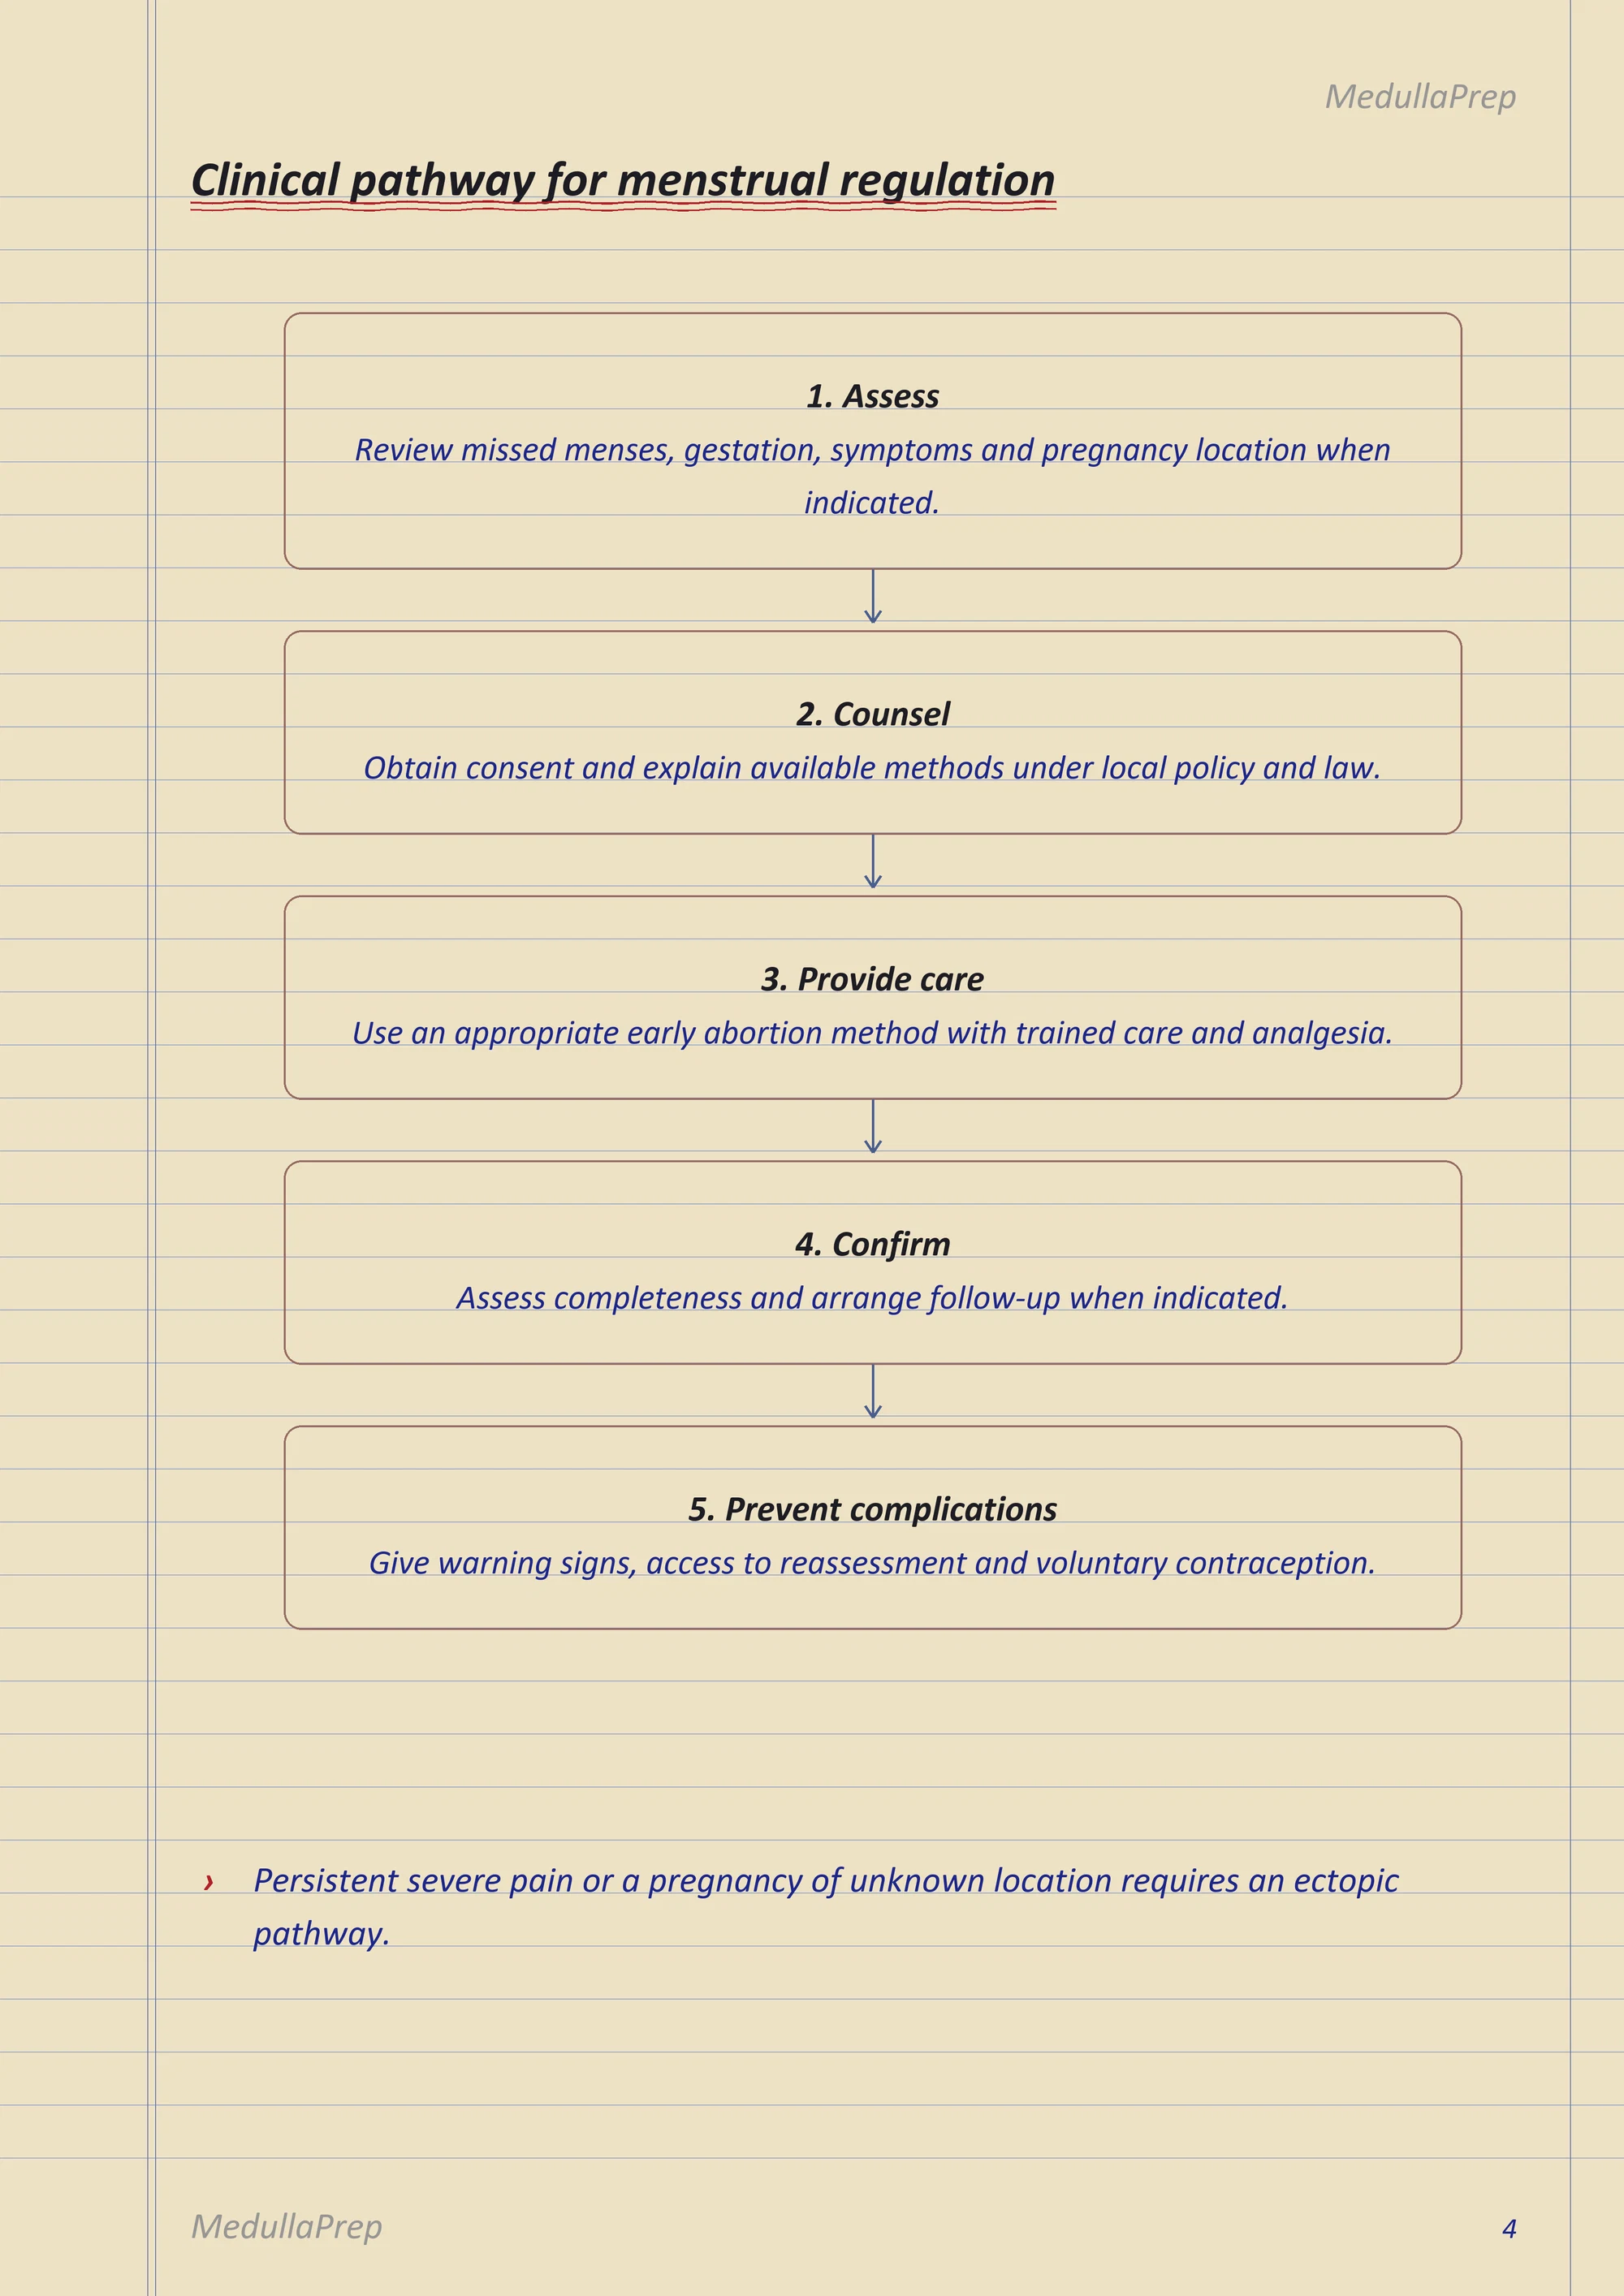 MedullaPrep
Clinical pathway for menstrual regulation
1. Assess
Review missed menses, gestation, symptoms and pregnancy location when
indicated.
2. Counsel
Obtain consent and explain available methods under local policy and law.
3. Provide care
Use an appropriate early abortion method with trained care and analgesia.
4. Confirm
Assess completeness and arrange follow-up when indicated.
5. Prevent complications
Give warning signs, access to reassessment and voluntary contraception.
› Persistent severe pain or a pregnancy of unknown location requires an ectopic
pathway.
MedullaPrep
4